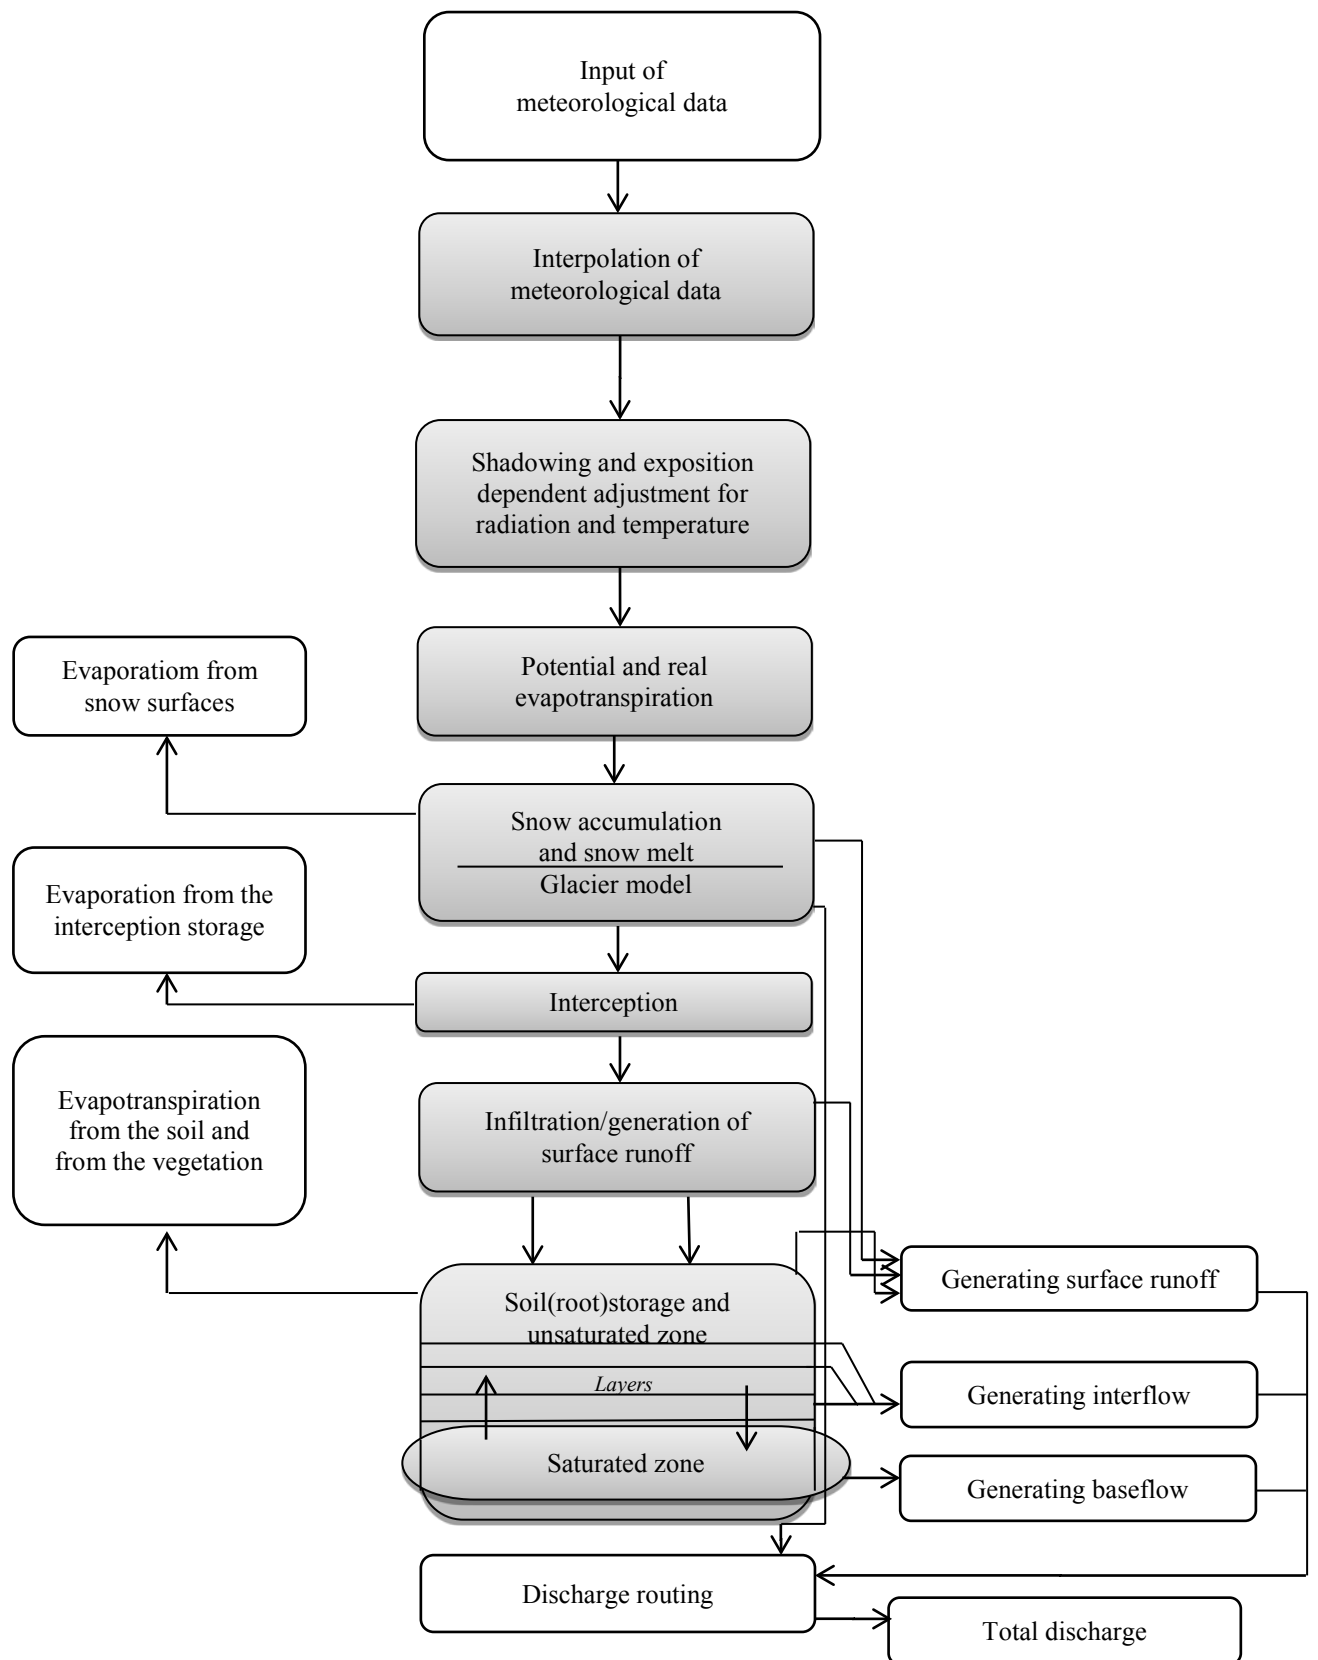 Input of
meteorological data
Interpolation of
meteorological data
Shadowing and exposition
dependent adjustment for
radiation and temperature
Potential and real
evapotranspiration
Evaporatiom from
snow surfaces
Snow accumulation
and snow melt
Glacier model
Evaporation from the
interception storage
Interception
Evapotranspiration
from the soil and
from the vegetation
Infiltration/generation of
surface runoff
Soil(root)storage and
unsaturated zone
Layers
Saturated zone
Generating surface runoff
Generating interflow
Generating baseflow
Discharge routing
Total discharge